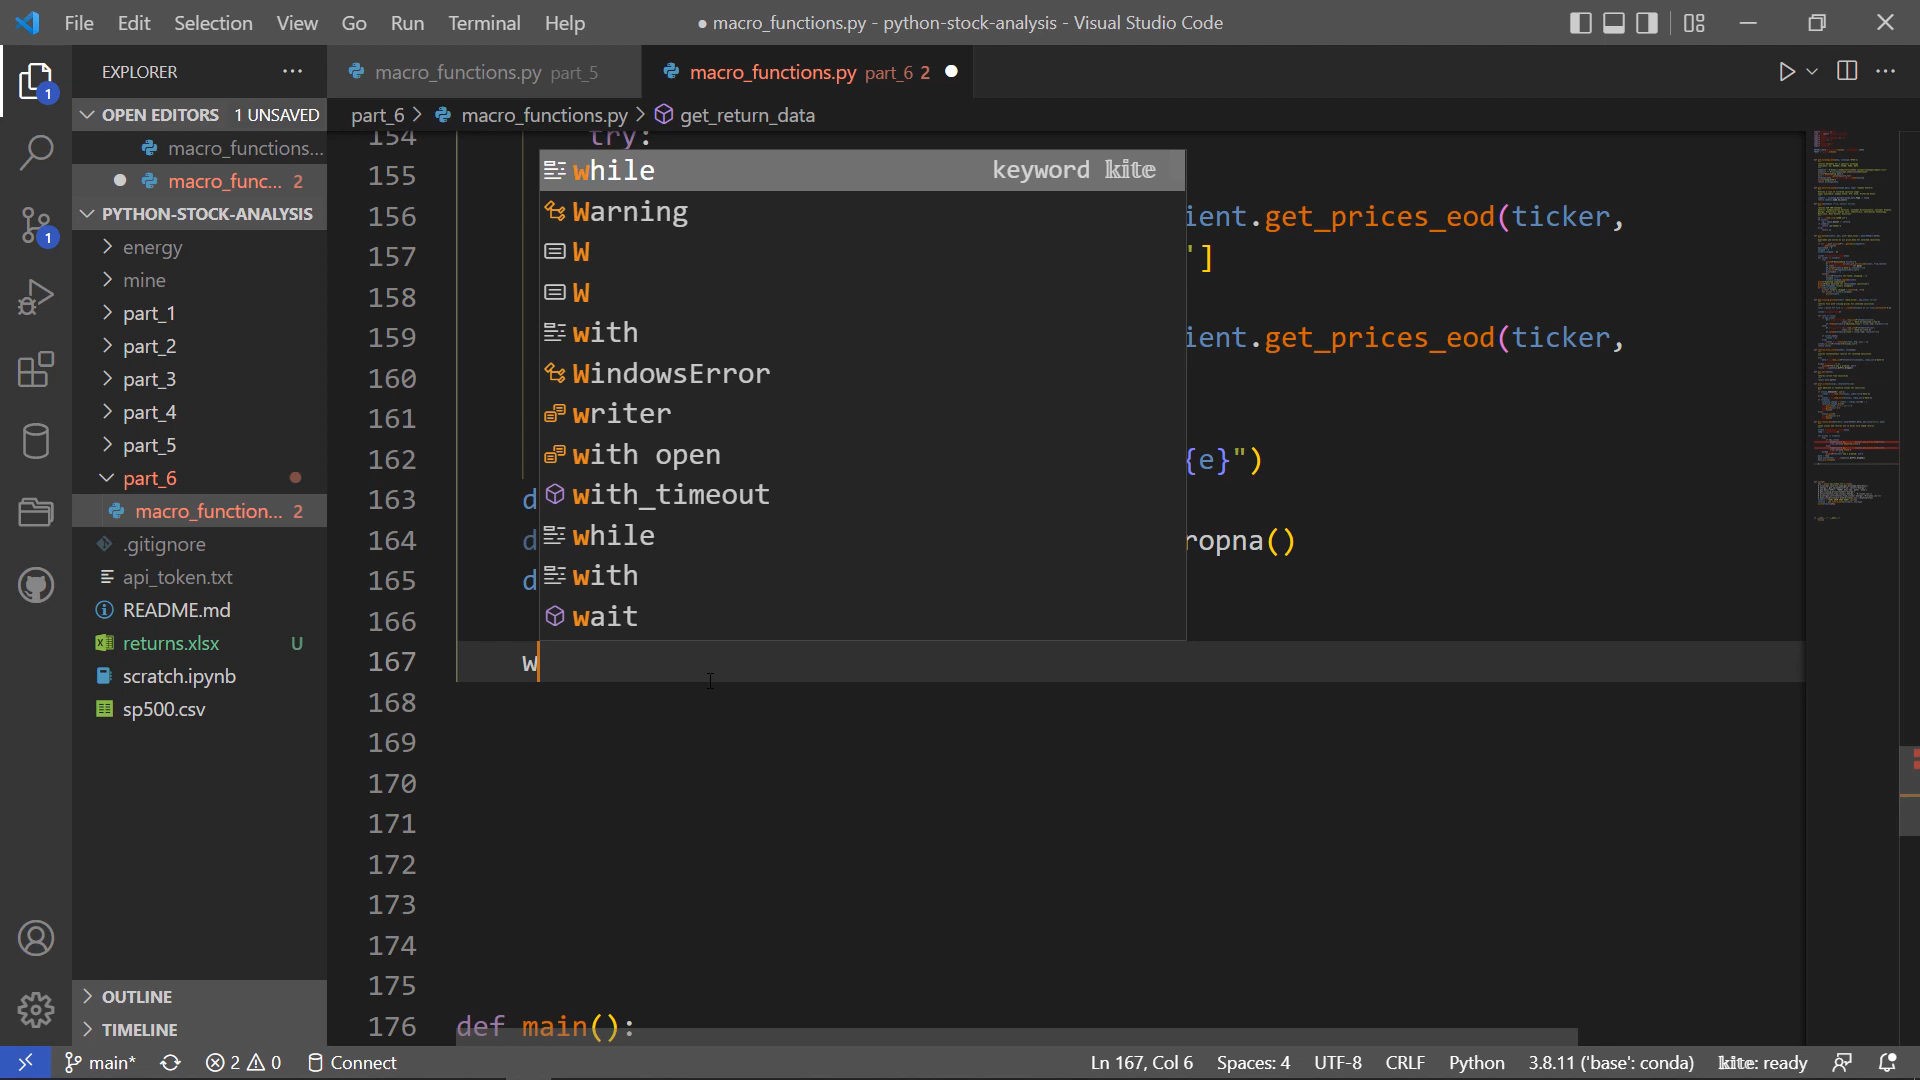 File Edit Selection View Go Run Terminal Help
● macro_functions.py - python-stock-analysis - Visual Studio Code
EXPLORER ···
macro_functions.py part_5
macro_functions.py part_6 2 ●
OPEN EDITORS 1 UNSAVED
macro_functions...
● macro_func... 2
PYTHON-STOCK-ANALYSIS
energy
mine
part_1
part_2
part_3
part_4
part_5
part_6
macro_function... 2
.gitignore
api_token.txt
README.md
returns.xlsx U
scratch.ipynb
sp500.csv
OUTLINE
TIMELINE
1
1
part_6 > macro_functions.py > get_return_data
154 try:
155
156 ient.get_prices_eod(ticker,
157 ']
158
159 ient.get_prices_eod(ticker,
160
161
162 {e}")
163 d
164 d ropna()
165 d
166
167 w
168
169
170
171
172
173
174
175
176 def main():
while keyword kite
Warning
W
W
with
WindowsError
writer
with open
with_timeout
while
with
wait
main* 2 0 Connect Ln 167, Col 6 Spaces: 4 UTF-8 CRLF Python 3.8.11 ('base': conda) kite: ready